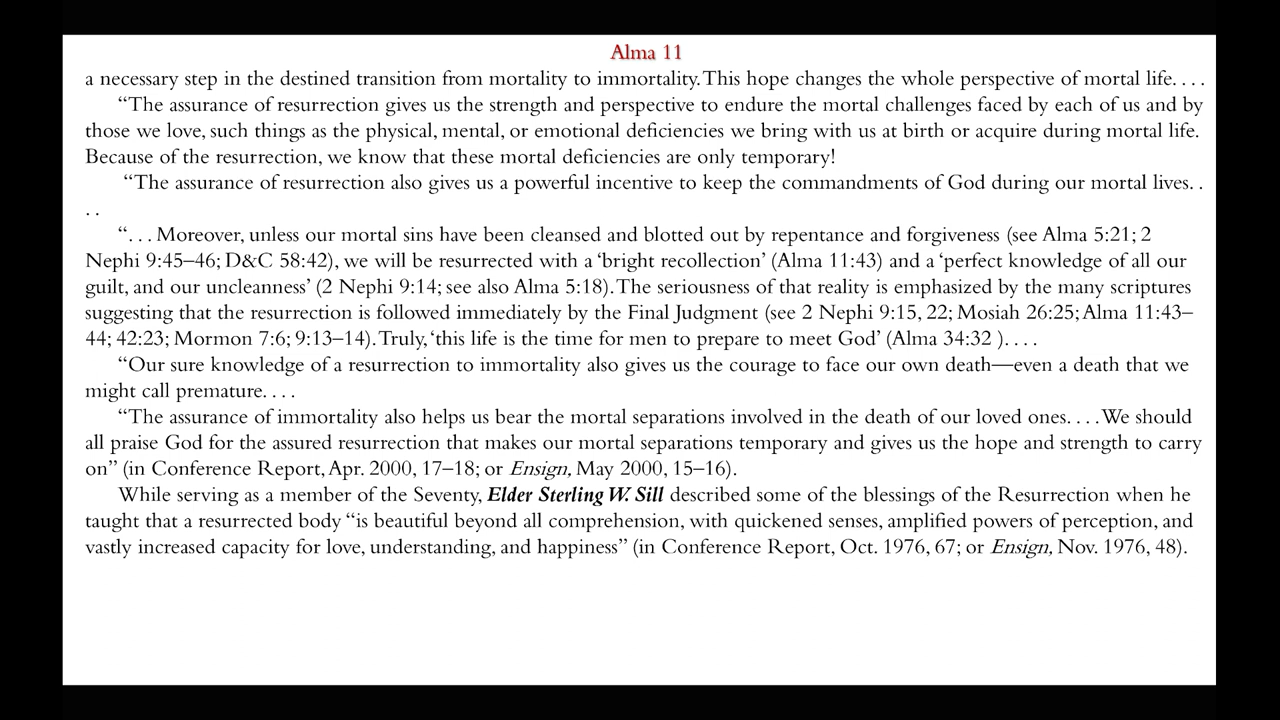 Alma 11
a necessary step in the destined transition from mortality to immortality. This hope changes the whole perspective of mortal life. . . .
“The assurance of resurrection gives us the strength and perspective to endure the mortal challenges faced by each of us and by
those we love, such things as the physical, mental, or emotional deficiencies we bring with us at birth or acquire during mortal life.
Because of the resurrection, we know that these mortal deficiencies are only temporary!
“The assurance of resurrection also gives us a powerful incentive to keep the commandments of God during our mortal lives. .
. .
“. . . Moreover, unless our mortal sins have been cleansed and blotted out by repentance and forgiveness (see Alma 5:21; 2
Nephi 9:45–46; D&C 58:42), we will be resurrected with a ‘bright recollection’ (Alma 11:43) and a ‘perfect knowledge of all our
guilt, and our uncleanness’ (2 Nephi 9:14; see also Alma 5:18). The seriousness of that reality is emphasized by the many scriptures
suggesting that the resurrection is followed immediately by the Final Judgment (see 2 Nephi 9:15, 22; Mosiah 26:25; Alma 11:43–
44; 42:23; Mormon 7:6; 9:13–14). Truly, ‘this life is the time for men to prepare to meet God’ (Alma 34:32 ). . . .
“Our sure knowledge of a resurrection to immortality also gives us the courage to face our own death—even a death that we
might call premature. . . .
“The assurance of immortality also helps us bear the mortal separations involved in the death of our loved ones. . . . We should
all praise God for the assured resurrection that makes our mortal separations temporary and gives us the hope and strength to carry
on” (in Conference Report, Apr. 2000, 17–18; or Ensign, May 2000, 15–16).
While serving as a member of the Seventy, Elder Sterling W. Sill described some of the blessings of the Resurrection when he
taught that a resurrected body “is beautiful beyond all comprehension, with quickened senses, amplified powers of perception, and
vastly increased capacity for love, understanding, and happiness” (in Conference Report, Oct. 1976, 67; or Ensign, Nov. 1976, 48).